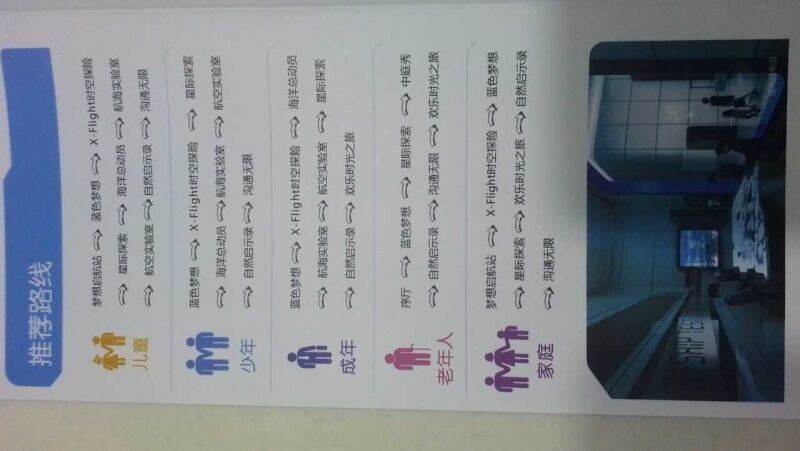 推荐路线
儿童
梦想启航站 → 蓝色梦想 → X-Flight时空探险
→ 星际探索 → 海洋总动员 → 航海实验室
→ 航空实验室 → 自然启示录 → 沟通无限
少年
蓝色梦想 → X-Flight时空探险 → 星际探索
→ 海洋总动员 → 航海实验室 → 航空实验室
→ 自然启示录 → 沟通无限
成年
蓝色梦想 → X-Flight时空探险 → 海洋总动员
→ 航海实验室 → 航空实验室 → 星际探索
→ 自然启示录 → 欢乐时光之旅
老年人
序厅 → 蓝色梦想 → 星际探索 → 中庭秀
→ 自然启示录 → 沟通无限 → 欢乐时光之旅
家庭
梦想启航站 → X-Flight时空探险 → 蓝色梦想
→ 星际探索 → 欢乐时光之旅 → 自然启示录
→ 沟通无限
SHIP TES